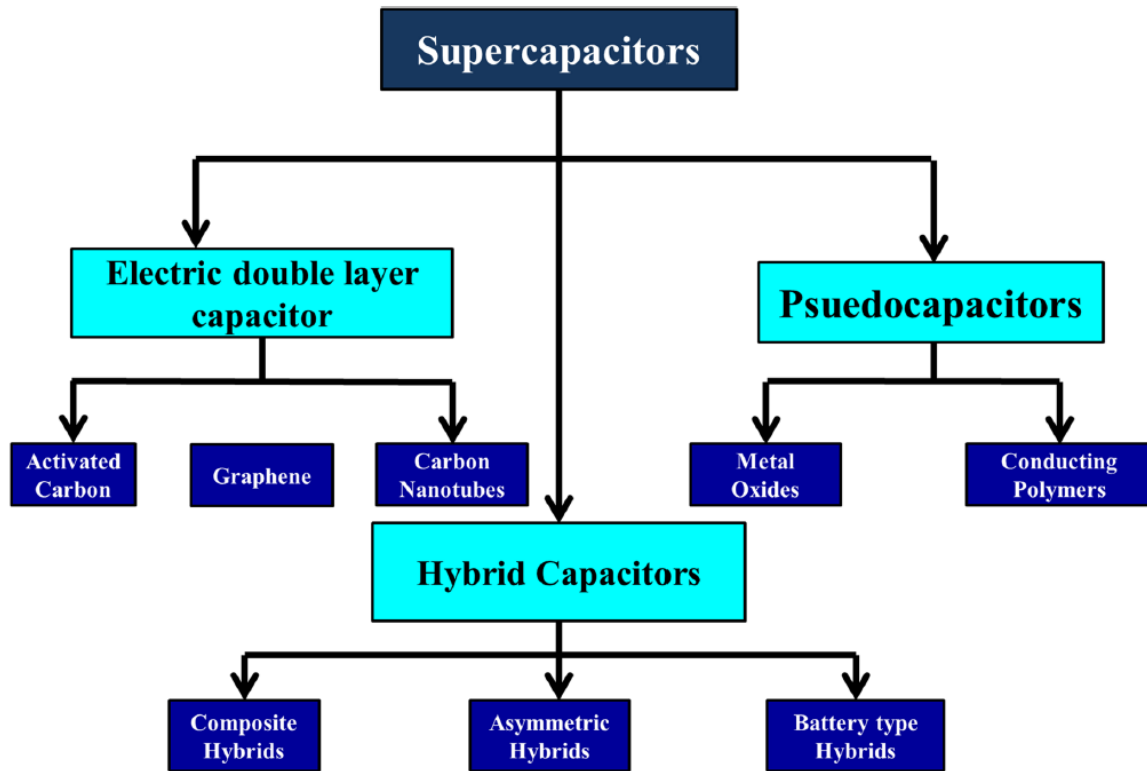 Supercapacitors
Electric double layer
capacitor
Psuedocapacitors
Activated
Carbon
Graphene
Carbon
Nanotubes
Metal
Oxides
Conducting
Polymers
Hybrid Capacitors
Composite
Hybrids
Asymmetric
Hybrids
Battery type
Hybrids